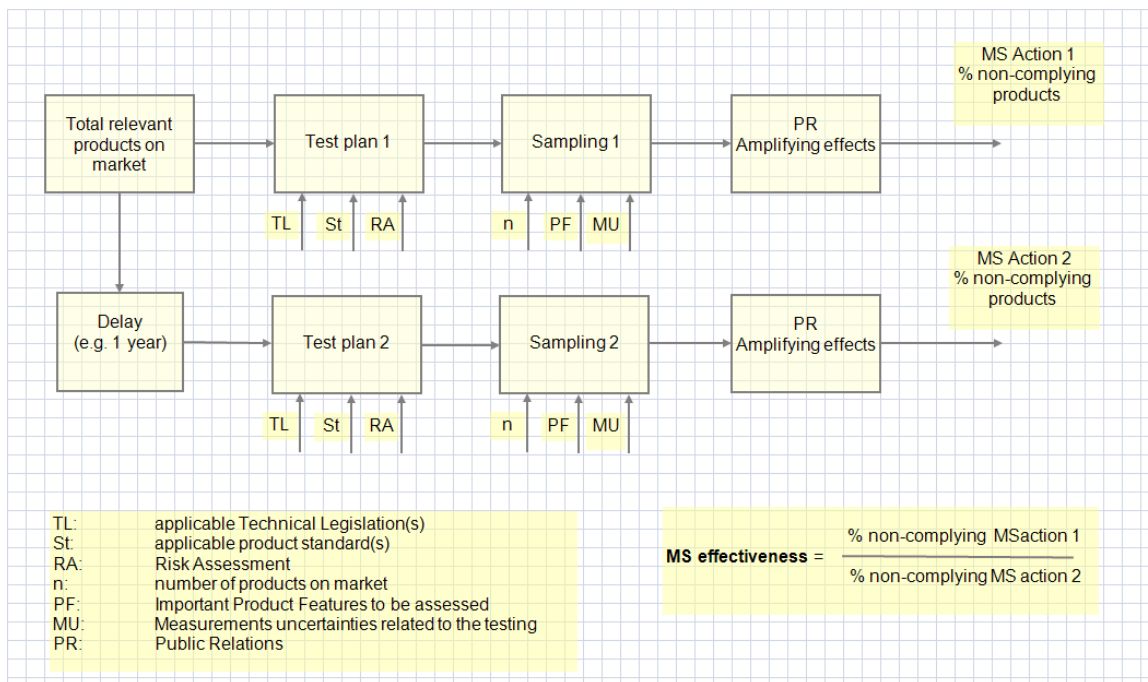 MS Action 1
% non-complying
products
Total relevant
products on
market
Test plan 1
Sampling 1
PR
Amplifying effects
TL
St
RA
n
PF
MU
MS Action 2
% non-complying
products
Delay
(e.g. 1 year)
Test plan 2
Sampling 2
PR
Amplifying effects
TL
St
RA
n
PF
MU
TL: applicable Technical Legislation(s)
St: applicable product standard(s)
RA: Risk Assessment
n: number of products on market
PF: Important Product Features to be assessed
MU: Measurements uncertainties related to the testing
PR: Public Relations
MS effectiveness =
% non-complying MSaction 1
% non-complying MS action 2